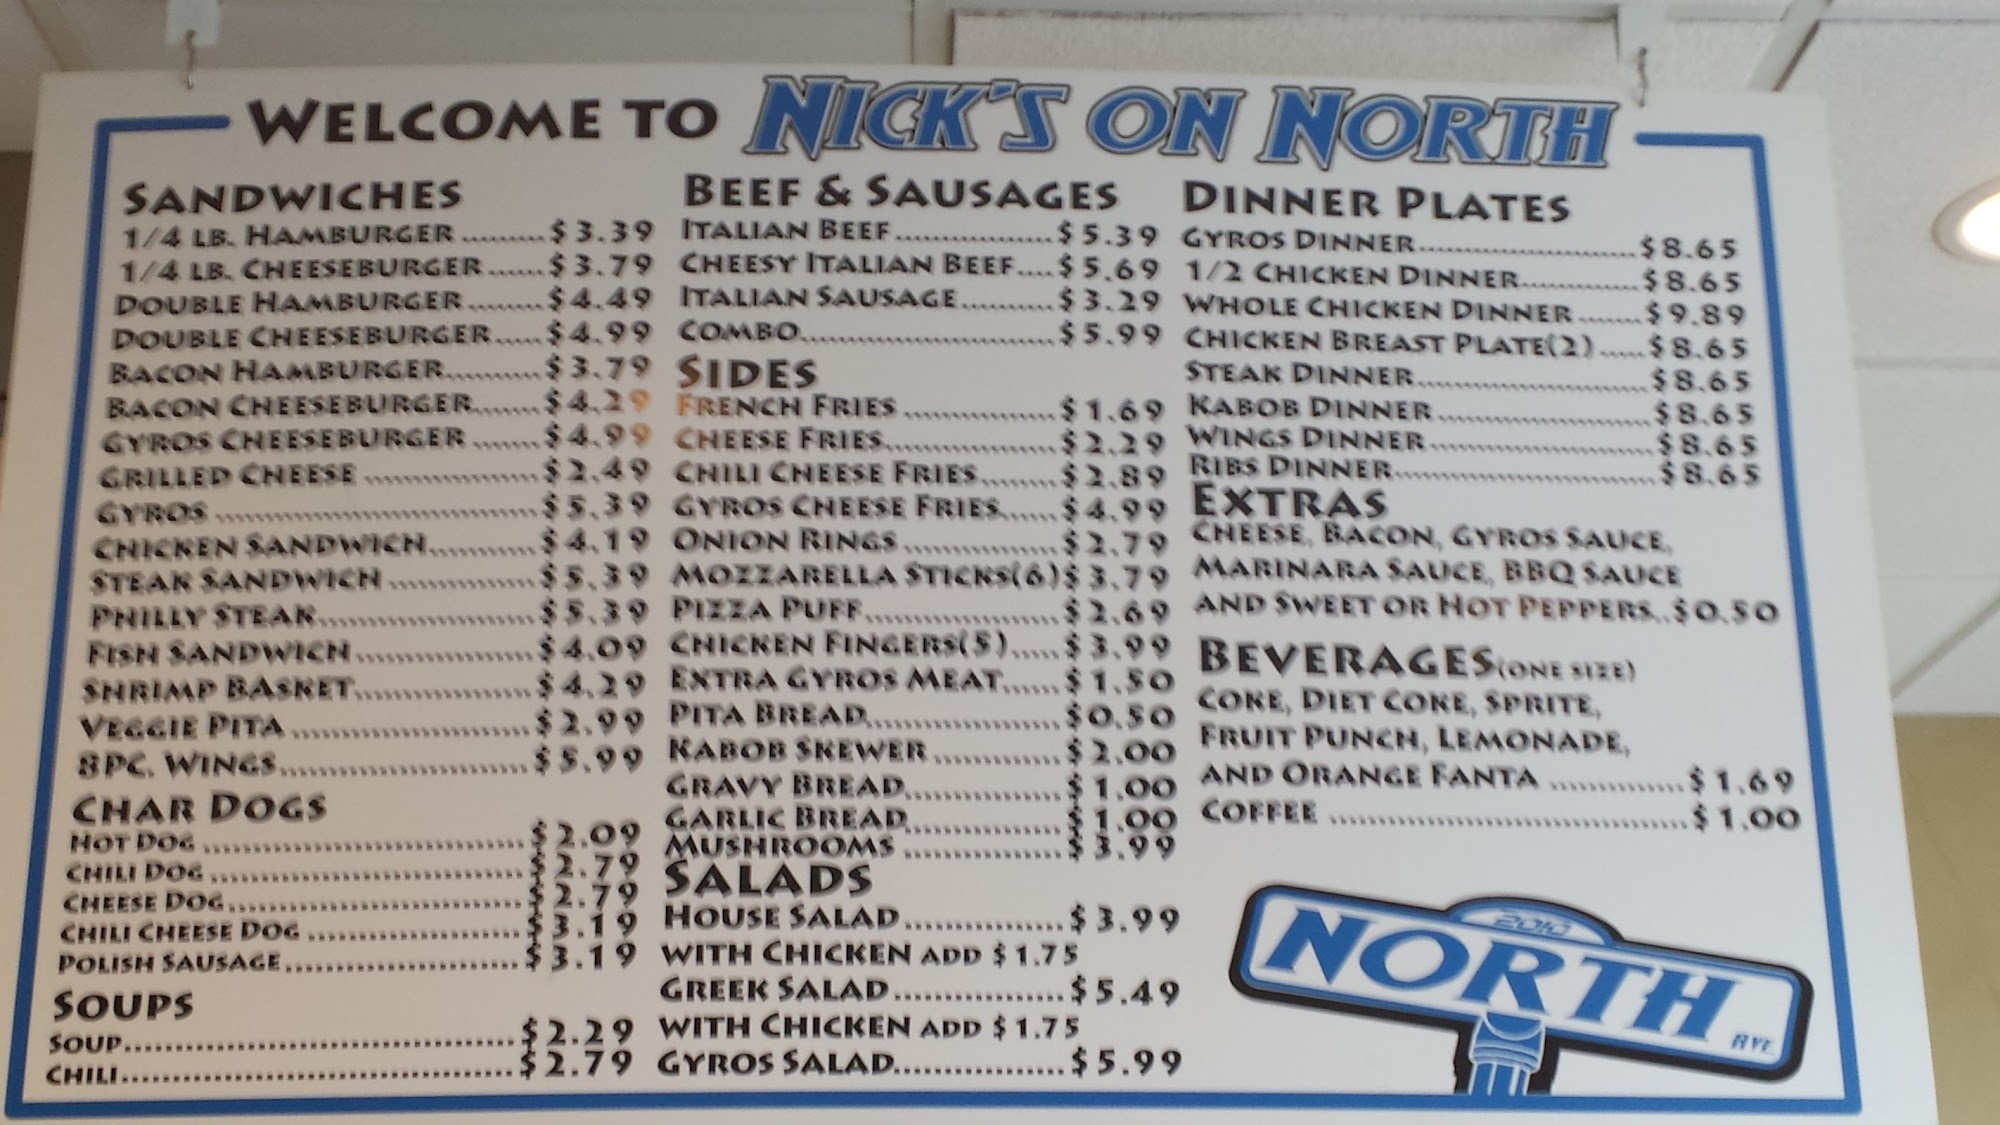 Welcome to Nick's on North
Sandwiches
1/4 lb. Hamburger.........$3.39
1/4 lb. Cheeseburger......$3.79
Double Hamburger........$4.49
Double Cheeseburger.....$4.99
Bacon Hamburger..........$3.79
Bacon Cheeseburger.......$4.29
Gyros Cheeseburger.......$4.99
Grilled Cheese.................$2.49
Gyros................................$5.39
Chicken Sandwich...........$4.19
Steak Sandwich...............$5.39
Philly Steak.......................$5.39
Fish Sandwich...................$4.09
Shrimp Basket...................$4.29
Veggie Pita.........................$2.99
8pc. Wings..........................$5.99
Char Dogs
Hot Dog................................$2.09
Chili Dog...............................$2.79
Cheese Dog...........................$2.79
Chili Cheese Dog...................$3.19
Polish Sausage.......................$3.19
Soups
Soup.......................................$2.29
Chili........................................$2.79
Beef & Sausages
Italian Beef..................$5.39
Cheesy Italian Beef....$5.69
Italian Sausage..........$3.29
Combo............................$5.99
Sides
French Fries.................$1.69
Cheese Fries...................$2.29
Chili Cheese Fries........$2.89
Gyros Cheese Fries......$4.99
Onion Rings.................$2.79
Mozzarella Sticks(6)$3.79
Pizza Puff.....................$2.69
Chicken Fingers(5).....$3.99
Extra Gyros Meat......$1.50
Pita Bread.....................$0.50
Kabob Skewer..............$2.00
Gravy Bread.................$1.00
Garlic Bread.................$1.00
Mushrooms..................$3.99
Salads
House Salad..................$3.99
with Chicken add $1.75
Greek Salad..................$5.49
with Chicken add $1.75
Gyros Salad..................$5.99
Dinner Plates
Gyros Dinner........................$8.65
1/2 Chicken Dinner.............$8.65
Whole Chicken Dinner.......$9.89
Chicken Breast Plate(2).....$8.65
Steak Dinner.........................$8.65
Kabob Dinner.......................$8.65
Wings Dinner........................$8.65
Ribs Dinner............................$8.65
Extras
Cheese, Bacon, Gyros Sauce,
Marinara Sauce, BBQ Sauce
and Sweet or Hot Peppers..$0.50
Beverages(one size)
Coke, Diet Coke, Sprite,
Fruit Punch, Lemonade,
and Orange Fanta...............$1.69
Coffee........................................$1.00
2010
North
Ave.